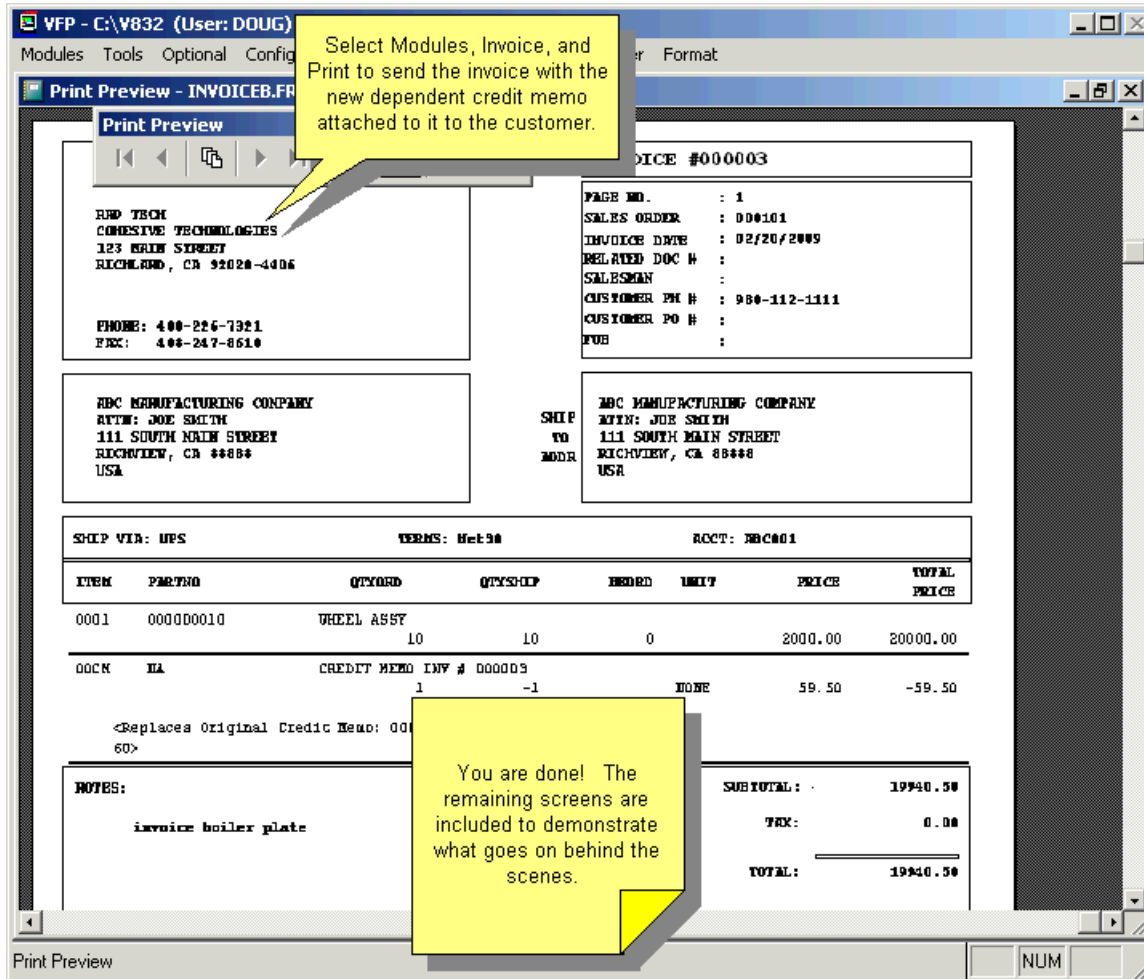 VFP - C:\V832 (User: DOUG)
Modules Tools Optional Config Format
Select Modules, Invoice, and
Print to send the invoice with the
new dependent credit memo
attached to it to the customer.
Print Preview - INVOICEB.FR
Print Preview
#000003
PAGE NO. : 1
SALES ORDER : 000101
INVOICE DATE : 02/20/2009
RELATED DOC # :
SALESMAN :
CUSTOMER PH # : 980-112-1111
CUSTOMER PO # :
FOB :
TECH
COHESIVE TECHNOLOGIES
123 MAIN STREET
RICHLAND, CA 92020-4406
PHONE: 408-226-7321
FAX: 408-247-8610
ABC MANUFACTURING COMPANY
ATTN: JOE SMITH
111 SOUTH MAIN STREET
RICHVIEW, CA 88888
USA
SHIP
TO
ADDR
ABC MANUFACTURING COMPANY
ATTN: JOE SMITH
111 SOUTH MAIN STREET
RICHVIEW, CA 88888
USA
SHIP VIA: UPS TERMS: Net30 ACCT: ABC001
ITEM PARTNO QTYORD QTYSHIP UNIT PRICE TOTAL
PRICE
0001 WHEEL ASSY
10 10 0 2000.00 20000.00
00CM NA CREDIT MEMO INV # 000003
1 -1 NONE 59.50 -59.50
<Replaces Original Credit Memo:
60>
NOTES:
invoice boiler plate
You are done! The
remaining screens are
included to demonstrate
what goes on behind the
scenes.
SUBTOTAL: 19940.50
TAX: 0.00
TOTAL: 19940.50
Print Preview NUM